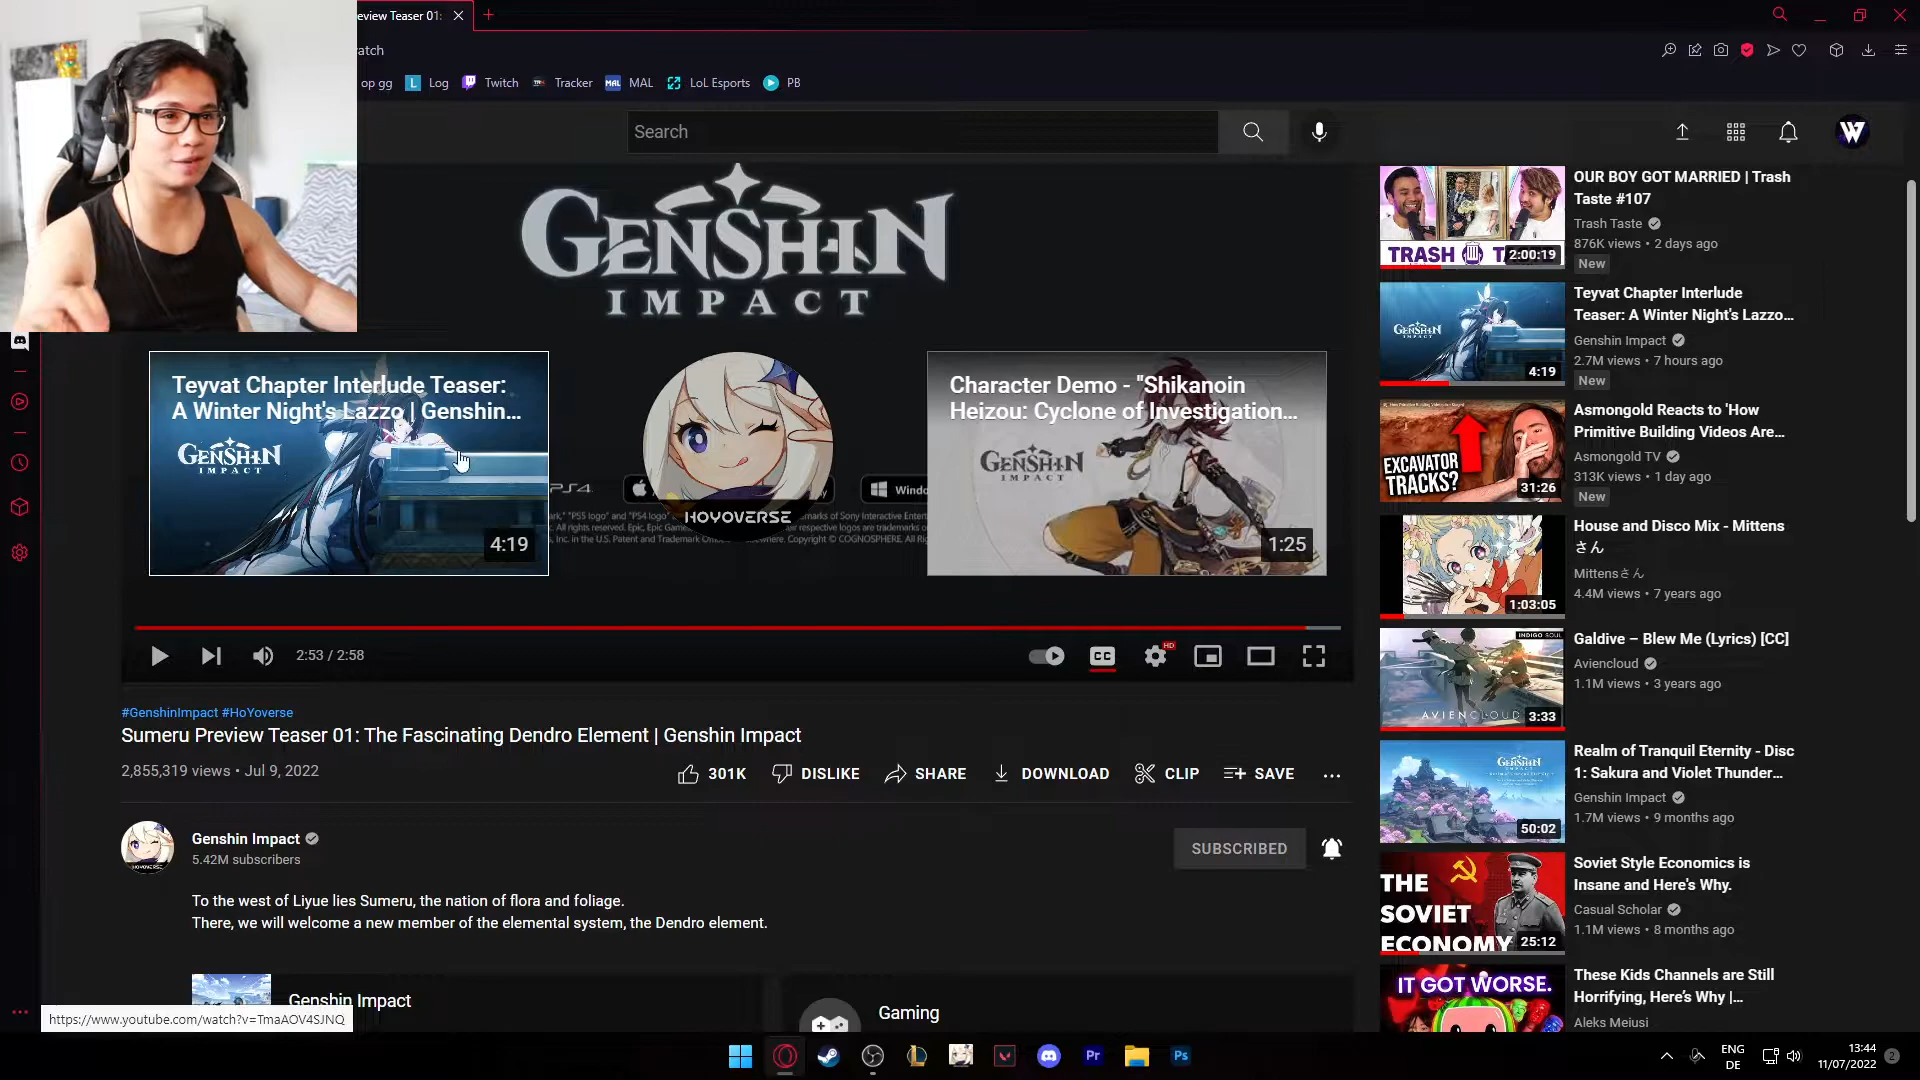 eview Teaser 01:
atch
op gg
Log
Twitch
Tracker
MAL
MAL
LoL Esports
PB
Search
GENSHIN
IMPACT
Teyvat Chapter Interlude Teaser:
A Winter Night's Lazzo | Genshin...
GENSHIN
IMPACT
4:19
HOYOVERSE
Character Demo - "Shikanoin
Heizou: Cyclone of Investigation...
GENSHIN
IMPACT
1:25
2:53 / 2:58
CC
HD
#GenshinImpact #HoYoverse
Sumeru Preview Teaser 01: The Fascinating Dendro Element | Genshin Impact
2,855,319 views • Jul 9, 2022
301K
DISLIKE
SHARE
DOWNLOAD
CLIP
SAVE
Genshin Impact
5.42M subscribers
SUBSCRIBED
To the west of Liyue lies Sumeru, the nation of flora and foliage.
There, we will welcome a new member of the elemental system, the Dendro element.
Genshin Impact
Gaming
https://www.youtube.com/watch?v=TmaAOV4SJNQ
OUR BOY GOT MARRIED | Trash
Taste #107
Trash Taste
876K views • 2 days ago
New
TRASH
2:00:19
Teyvat Chapter Interlude
Teaser: A Winter Night's Lazzo...
Genshin Impact
2.7M views • 7 hours ago
New
GENSHIN
4:19
Asmongold Reacts to 'How
Primitive Building Videos Are...
Asmongold TV
313K views • 1 day ago
New
EXCAVATOR
TRACKS?
31:26
House and Disco Mix - Mittens
さん
Mittensさん
4.4M views • 7 years ago
1:03:05
Galdive – Blew Me (Lyrics) [CC]
Aviencloud
1.1M views • 3 years ago
INDIGO SOUL
AVIENCLOUD
3:33
Realm of Tranquil Eternity - Disc
1: Sakura and Violet Thunder...
Genshin Impact
1.7M views • 9 months ago
GENSHIN
50:02
Soviet Style Economics is
Insane and Here's Why.
Casual Scholar
1.1M views • 8 months ago
THE
SOVIET
ECONOMY
25:12
These Kids Channels are Still
Horrifying, Here's Why |...
Aleks Meiusi
IT GOT WORSE.
Pr
Ps
ENG
DE
13:44
11/07/2022
2